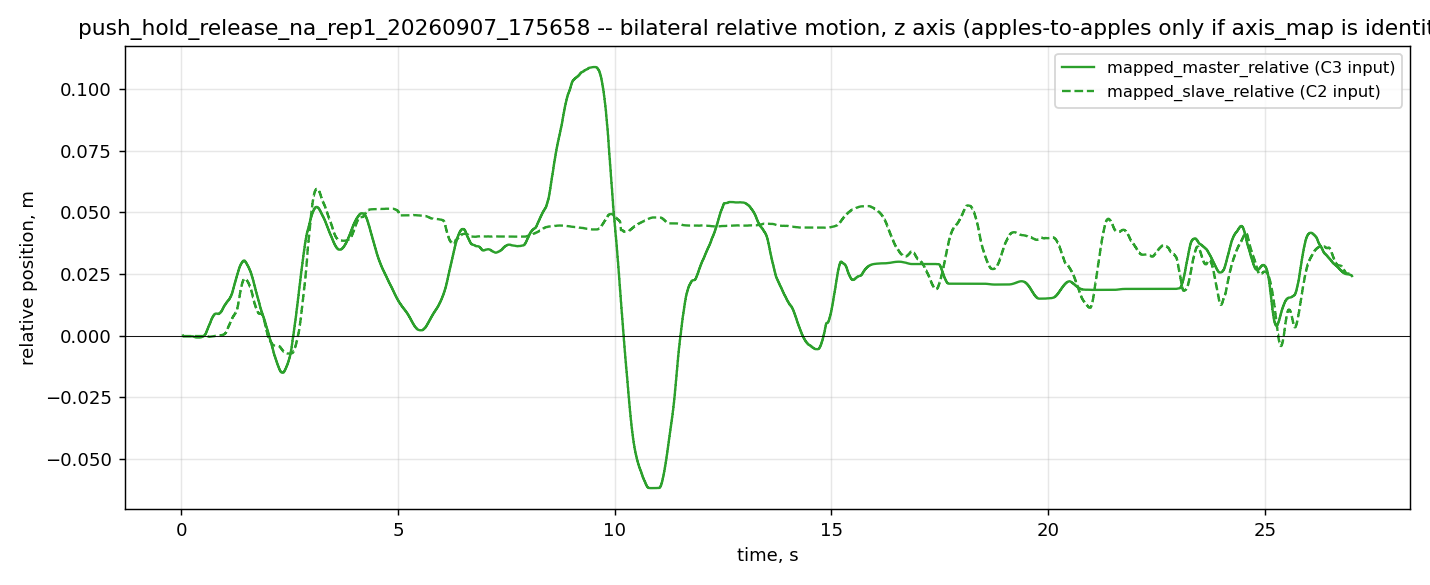 push_hold_release_na_rep1_20260907_175658 -- bilateral relative motion, z axis (apples-to-apples only if axis_map is identit
mapped_master_relative (C3 input)
mapped_slave_relative (C2 input)
relative position, m
0.100
0.075
0.050
0.025
0.000
−0.025
−0.050
0
5
10
15
20
25
time, s